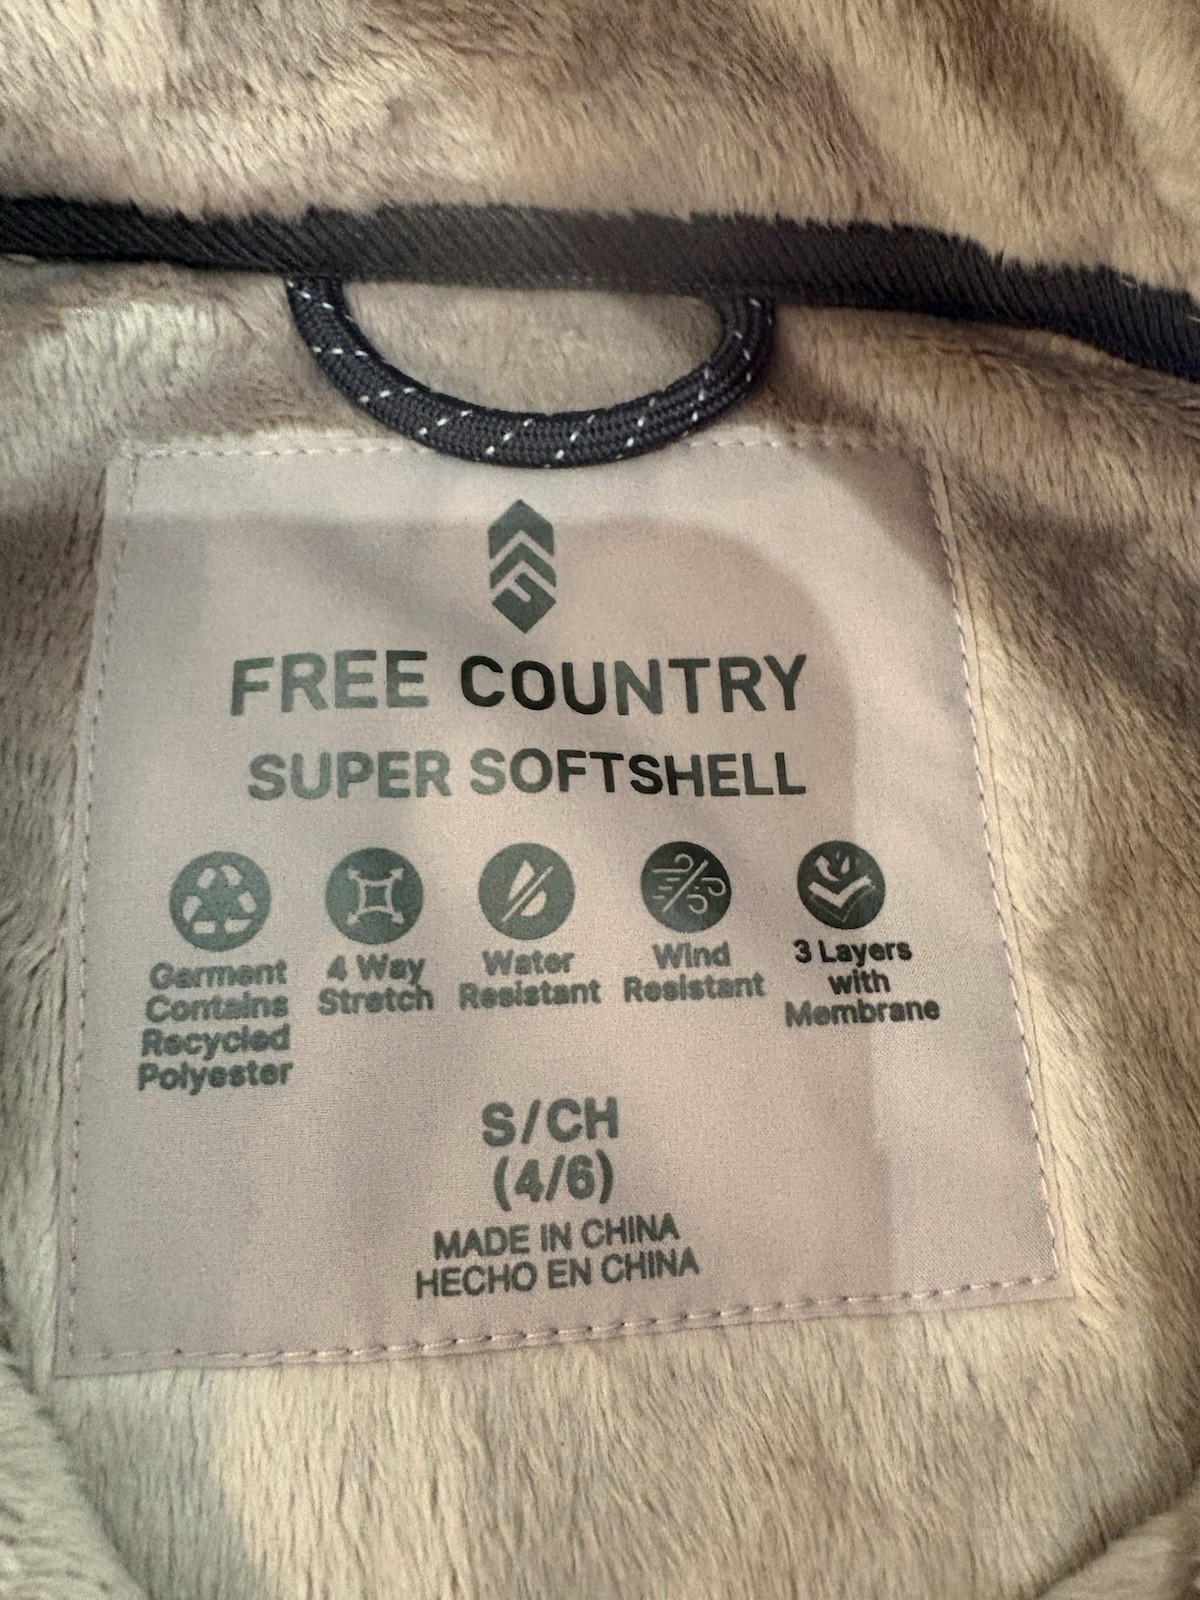 FREE COUNTRY
SUPER SOFTSHELL
Garment
Contains
Recycled
Polyester
4 Way
Stretch
Water
Resistant
Wind
Resistant
3 Layers
with
Membrane
S/CH
(4/6)
MADE IN CHINA
HECHO EN CHINA